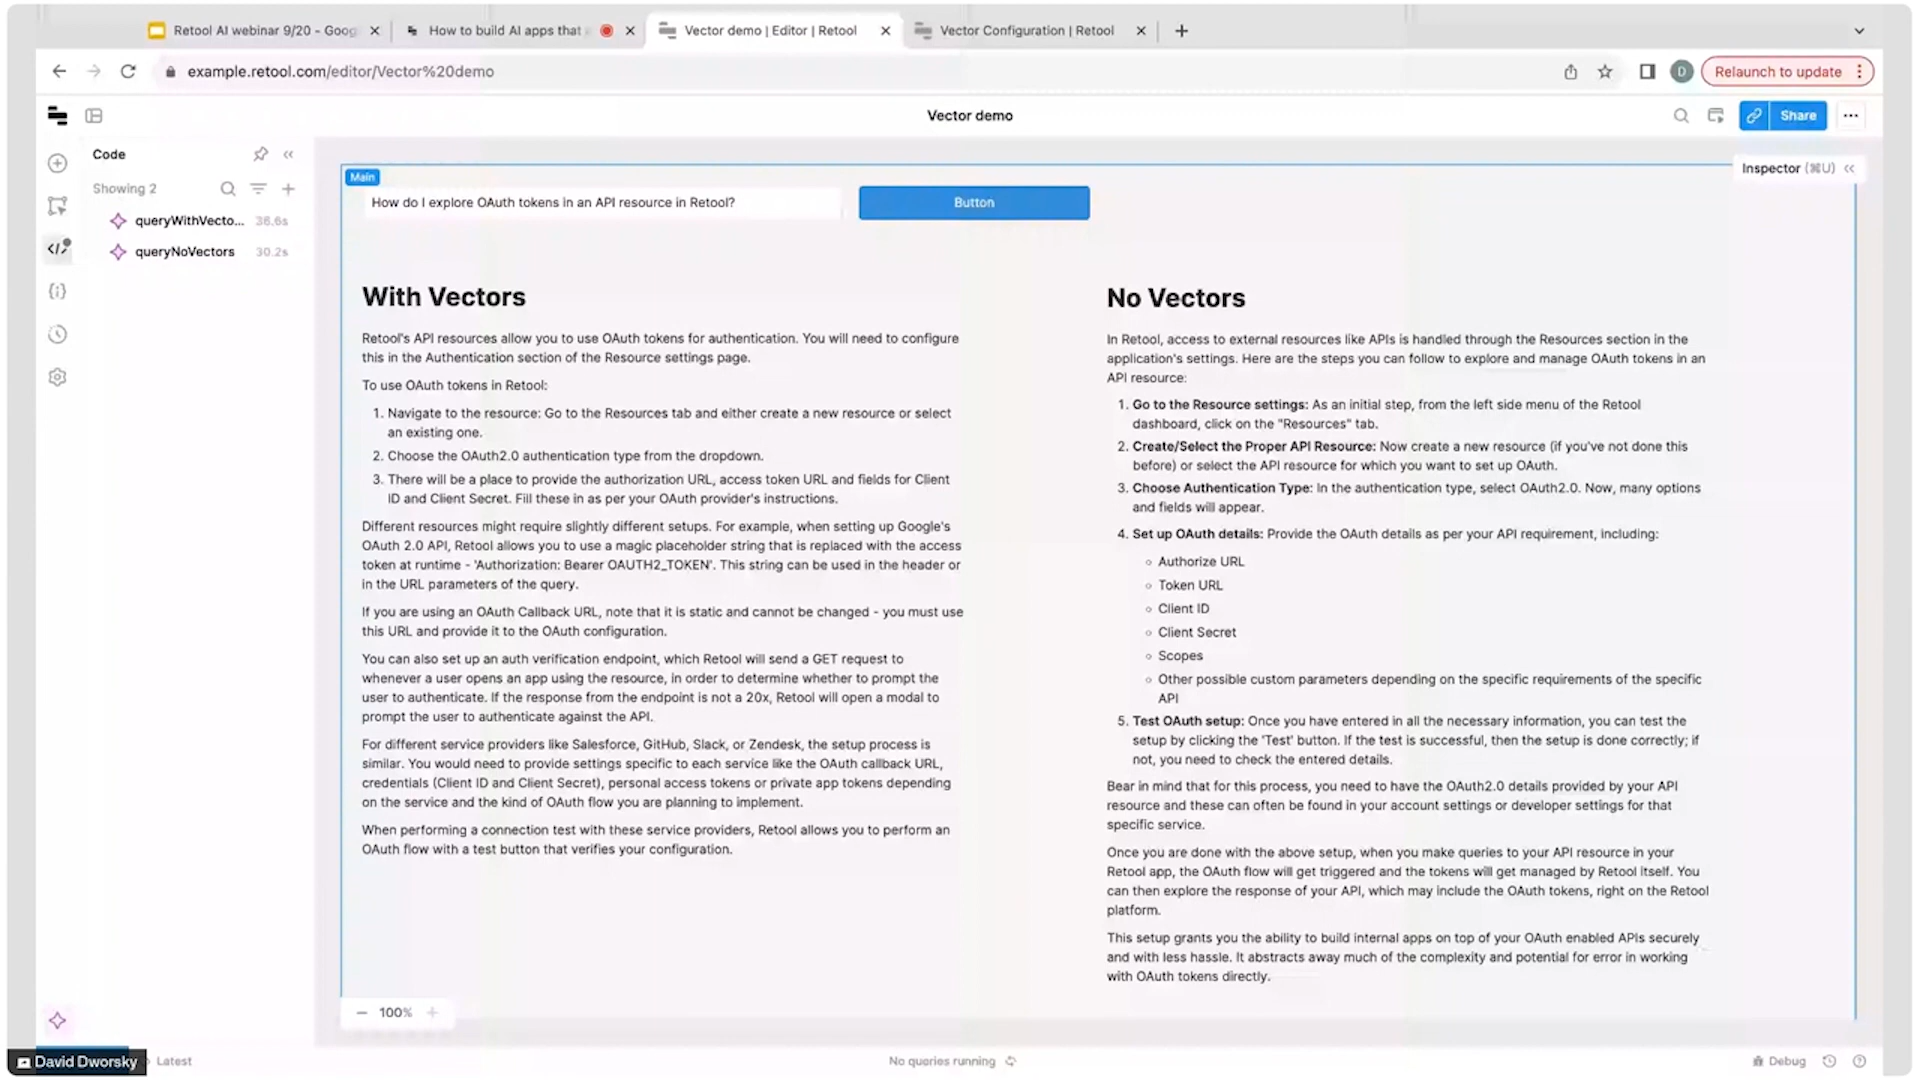 Retool AI webinar 9/20 - Goog
How to build AI apps that
Vector demo | Editor | Retool
Vector Configuration | Retool
example.retool.com/editor/Vector%20demo
D
Relaunch to update
Vector demo
Share
Code
Showing 2
queryWithVecto... 36.6s
queryNoVectors 30.2s
Inspector (⌘U)
Main
How do I explore OAuth tokens in an API resource in Retool?
Button
With Vectors
Retool's API resources allow you to use OAuth tokens for authentication. You will need to configure
this in the Authentication section of the Resource settings page.
To use OAuth tokens in Retool:
1. Navigate to the resource: Go to the Resources tab and either create a new resource or select
an existing one.
2. Choose the OAuth2.0 authentication type from the dropdown.
3. There will be a place to provide the authorization URL, access token URL and fields for Client
ID and Client Secret. Fill these in as per your OAuth provider's instructions.
Different resources might require slightly different setups. For example, when setting up Google's
OAuth 2.0 API, Retool allows you to use a magic placeholder string that is replaced with the access
token at runtime - 'Authorization: Bearer OAUTH2_TOKEN'. This string can be used in the header or
in the URL parameters of the query.
If you are using an OAuth Callback URL, note that it is static and cannot be changed - you must use
this URL and provide it to the OAuth configuration.
You can also set up an auth verification endpoint, which Retool will send a GET request to
whenever a user opens an app using the resource, in order to determine whether to prompt the
user to authenticate. If the response from the endpoint is not a 20x, Retool will open a modal to
prompt the user to authenticate against the API.
For different service providers like Salesforce, GitHub, Slack, or Zendesk, the setup process is
similar. You would need to provide settings specific to each service like the OAuth callback URL,
credentials (Client ID and Client Secret), personal access tokens or private app tokens depending
on the service and the kind of OAuth flow you are planning to implement.
When performing a connection test with these service providers, Retool allows you to perform an
OAuth flow with a test button that verifies your configuration.
No Vectors
In Retool, access to external resources like APIs is handled through the Resources section in the
application's settings. Here are the steps you can follow to explore and manage OAuth tokens in an
API resource:
1. Go to the Resource settings: As an initial step, from the left side menu of the Retool
dashboard, click on the "Resources" tab.
2. Create/Select the Proper API Resource: Now create a new resource (if you've not done this
before) or select the API resource for which you want to set up OAuth.
3. Choose Authentication Type: In the authentication type, select OAuth2.0. Now, many options
and fields will appear.
4. Set up OAuth details: Provide the OAuth details as per your API requirement, including:
◦ Authorize URL
◦ Token URL
◦ Client ID
◦ Client Secret
◦ Scopes
◦ Other possible custom parameters depending on the specific requirements of the specific
API
5. Test OAuth setup: Once you have entered in all the necessary information, you can test the
setup by clicking the 'Test' button. If the test is successful, then the setup is done correctly; if
not, you need to check the entered details.
Bear in mind that for this process, you need to have the OAuth2.0 details provided by your API
resource and these can often be found in your account settings or developer settings for that
specific service.
Once you are done with the above setup, when you make queries to your API resource in your
Retool app, the OAuth flow will get triggered and the tokens will get managed by Retool itself. You
can then explore the response of your API, which may include the OAuth tokens, right on the Retool
platform.
This setup grants you the ability to build internal apps on top of your OAuth enabled APIs securely
and with less hassle. It abstracts away much of the complexity and potential for error in working
with OAuth tokens directly.
100%
David Dworsky
Latest
No queries running
Debug